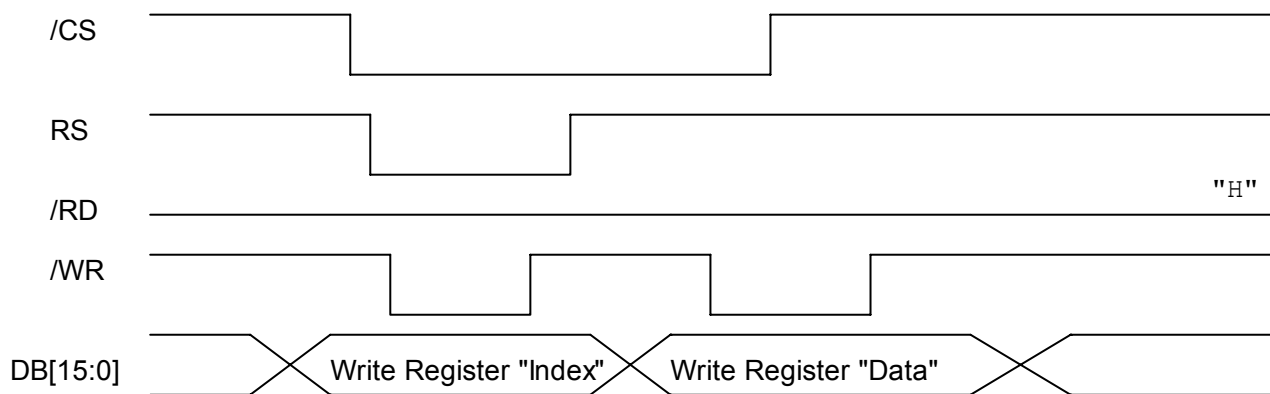 /CS
RS
"H"
/RD
/WR
DB[15:0] Write Register "Index" Write Register "Data"